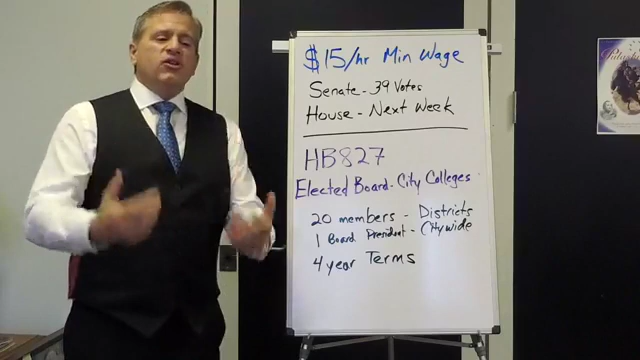 $15/hr Min Wage
Senate - 39 Votes
House - Next Week
HB827
Elected Board - City Colleges
20 members - Districts
1 Board President - Citywide
4 year Terms